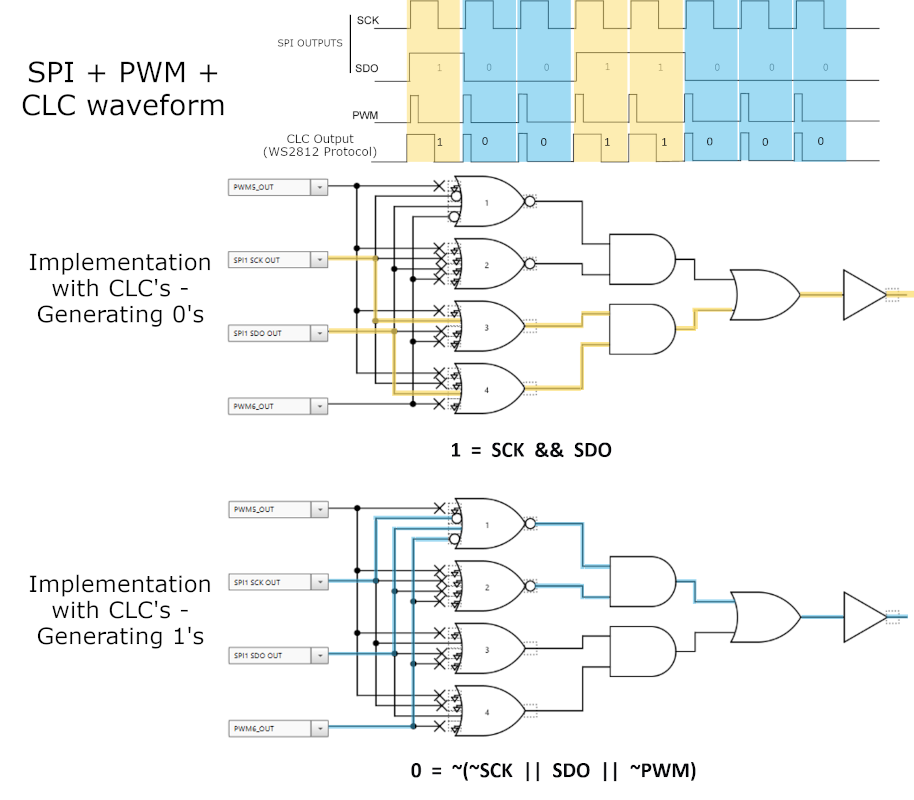 SCK
SPI OUTPUTS
SDO
1 0 0 1 1 0 0 0
SPI + PWM +
CLC waveform
PWM
CLC Output
(WS2812 Protocol)
1 0 0 1 1 0 0 0
PWM5_OUT
1
Implementation
with CLC's -
Generating 0's
SPI1 SCK OUT
2
SPI1 SDO OUT
3
4
PWM6_OUT
1 = SCK && SDO
PWM5_OUT
1
Implementation
with CLC's -
Generating 1's
SPI1 SCK OUT
2
SPI1 SDO OUT
3
4
PWM6_OUT
0 = ~(~SCK || SDO || ~PWM)